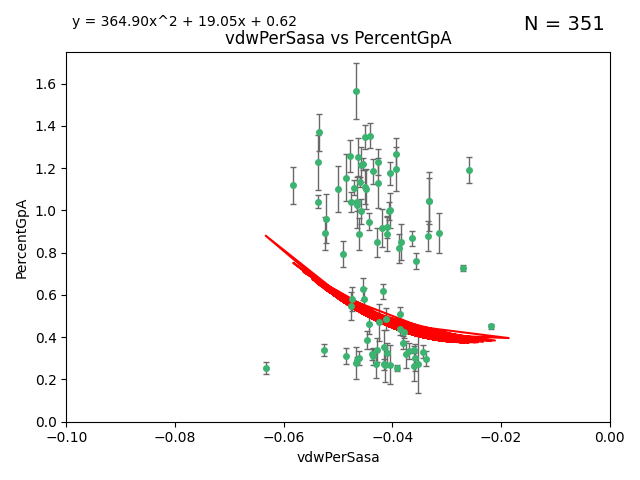 y = 364.90x^2 + 19.05x + 0.62
N = 351
vdwPerSasa vs PercentGpA
PercentGpA
1.6
1.4
1.2
1.0
0.8
0.6
0.4
0.2
0.0
−0.10 −0.08 −0.06 −0.04 −0.02 0.00
vdwPerSasa